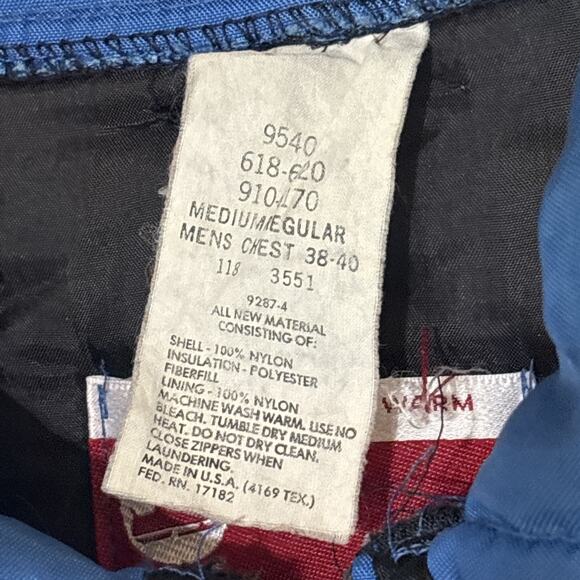 9540
618-620
910-170
MEDIUM/REGULAR
MENS CHEST 38-40
118 3551
9287-4
ALL NEW MATERIAL
CONSISTING OF:
SHELL - 100% NYLON
INSULATION - POLYESTER
FIBERFILL
LINING - 100% NYLON
MACHINE WASH WARM. USE NO
BLEACH. TUMBLE DRY MEDIUM
HEAT. DO NOT DRY CLEAN.
CLOSE ZIPPERS WHEN
LAUNDERING.
MADE IN U.S.A. (4169 TEX.)
FED. RN. 17182
WARM